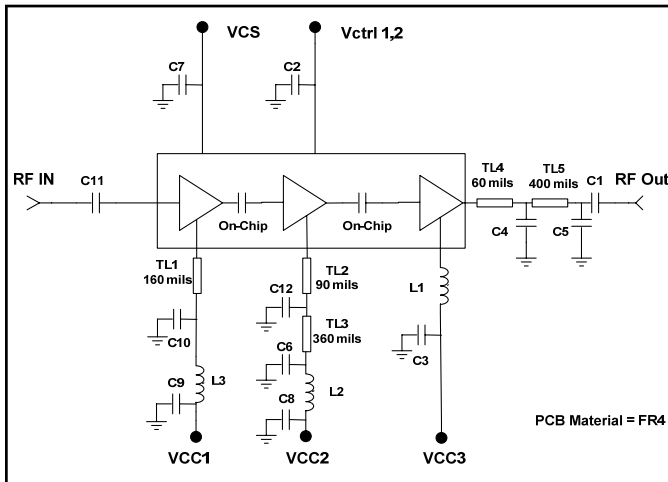 VCS
Vctrl 1,2
C7
C2
RF IN
C11
On-Chip
On-Chip
TL4
60 mils
TL5
400 mils
C1
RF Out
C4
C5
TL1
160 mils
TL2
90 mils
C12
L1
TL3
360 mils
C10
C6
C3
C9
L3
C8
L2
PCB Material = FR4
VCC1
VCC2
VCC3